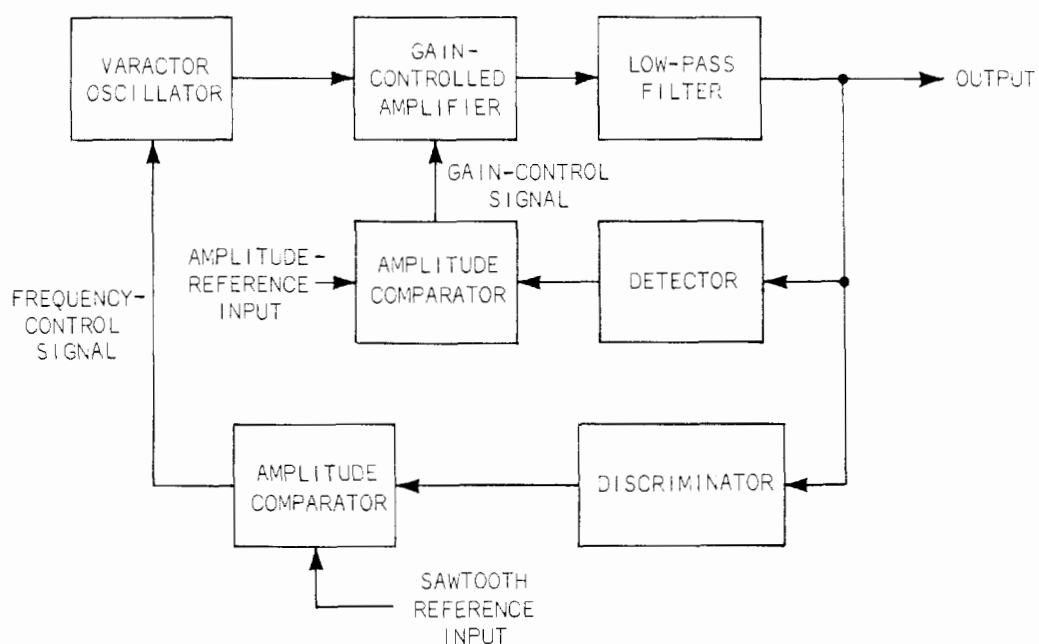 VARACTOR
OSCILLATOR
GAIN-
CONTROLLED
AMPLIFIER
LOW-PASS
FILTER
OUTPUT
GAIN-CONTROL
SIGNAL
AMPLITUDE-
REFERENCE
INPUT
AMPLITUDE
COMPARATOR
DETECTOR
FREQUENCY-
CONTROL
SIGNAL
AMPLITUDE
COMPARATOR
DISCRIMINATOR
SAWTOOTH
REFERENCE
INPUT